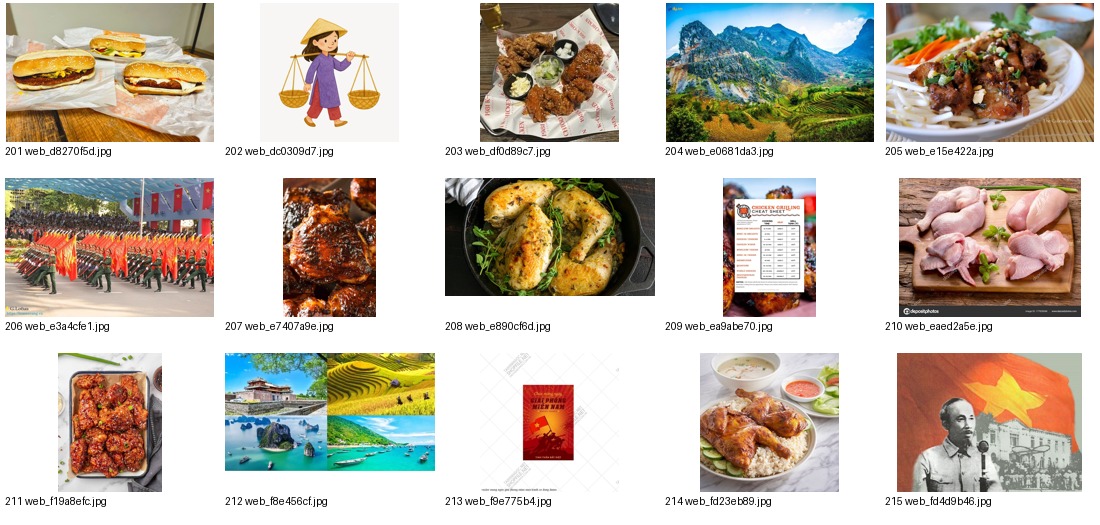 201 web_d8270f5d.jpg
202 web_dc0309d7.jpg
203 web_df0d89c7.jpg
204 web_e0681da3.jpg
205 web_e15e422a.jpg
206 web_e3a4cfe1.jpg
207 web_e7407a9e.jpg
208 web_e890cf6d.jpg
CHICKEN GRILLING
CHEAT SHEET
209 web_ea9abe70.jpg
depositphotos
210 web_eaed2a5e.jpg
211 web_f19a8efc.jpg
212 web_f8e456cf.jpg
GIẢI PHÓNG
MIỀN NAM
213 web_f9e775b4.jpg
214 web_fd23eb89.jpg
215 web_fd4d9b46.jpg